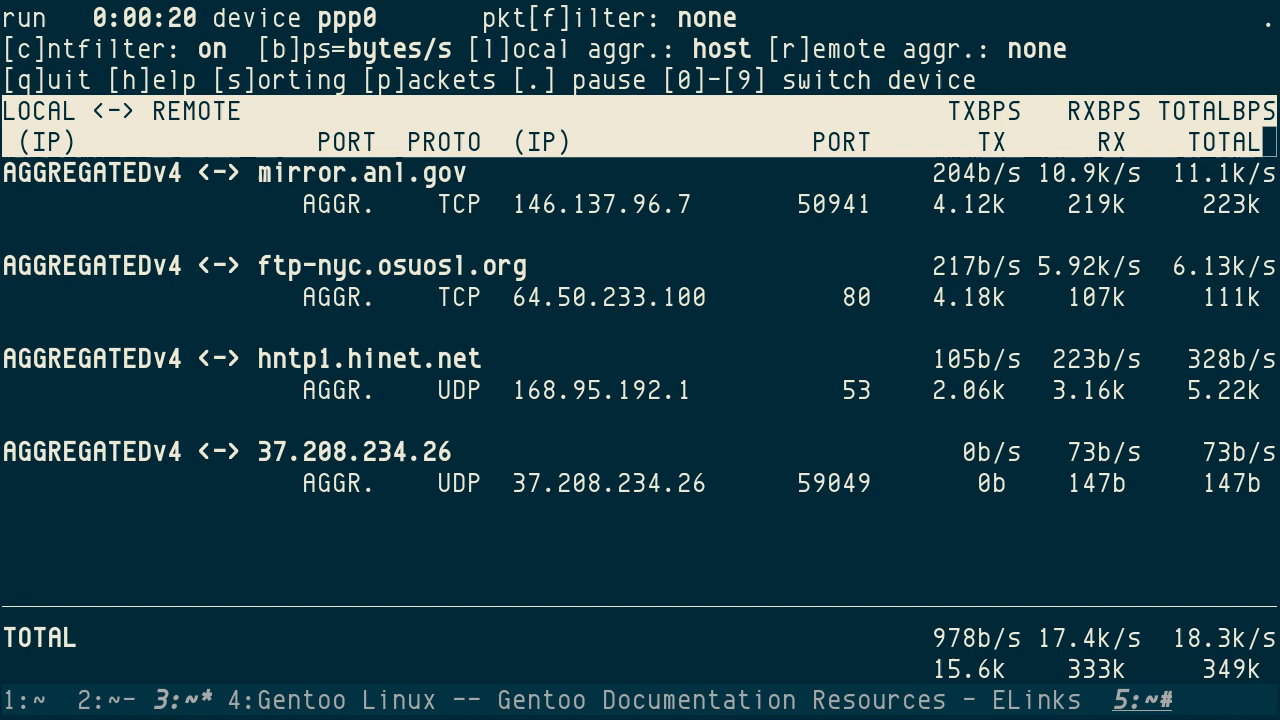 run   0:00:20 device ppp0       pkt[f]ilter: none                                   .
[c]ntfilter: on  [b]ps=bytes/s [l]ocal aggr.: host [r]emote aggr.: none
[q]uit [h]elp [s]orting [p]ackets [.] pause [0]-[9] switch device
LOCAL <-> REMOTE                                               TXBPS   RXBPS TOTALBPS
 (IP)                PORT  PROTO  (IP)                PORT       TX      RX    TOTAL
AGGREGATEDv4 <-> mirror.anl.gov                               204b/s 10.9k/s  11.1k/s
                    AGGR.    TCP  146.137.96.7       50941    4.12k    219k     223k
AGGREGATEDv4 <-> ftp-nyc.osuosl.org                           217b/s 5.92k/s  6.13k/s
                    AGGR.    TCP  64.50.233.100         80    4.18k    107k     111k
AGGREGATEDv4 <-> hntp1.hinet.net                              105b/s  223b/s   328b/s
                    AGGR.    UDP  168.95.192.1          53    2.06k   3.16k    5.22k
AGGREGATEDv4 <-> 37.208.234.26                                  0b/s   73b/s    73b/s
                    AGGR.    UDP  37.208.234.26      59049       0b    147b     147b
TOTAL                                                         978b/s 17.4k/s  18.3k/s
                                                              15.6k    333k     349k
1:~  2:~- 3:~* 4:Gentoo Linux -- Gentoo Documentation Resources - ELinks  5:~#